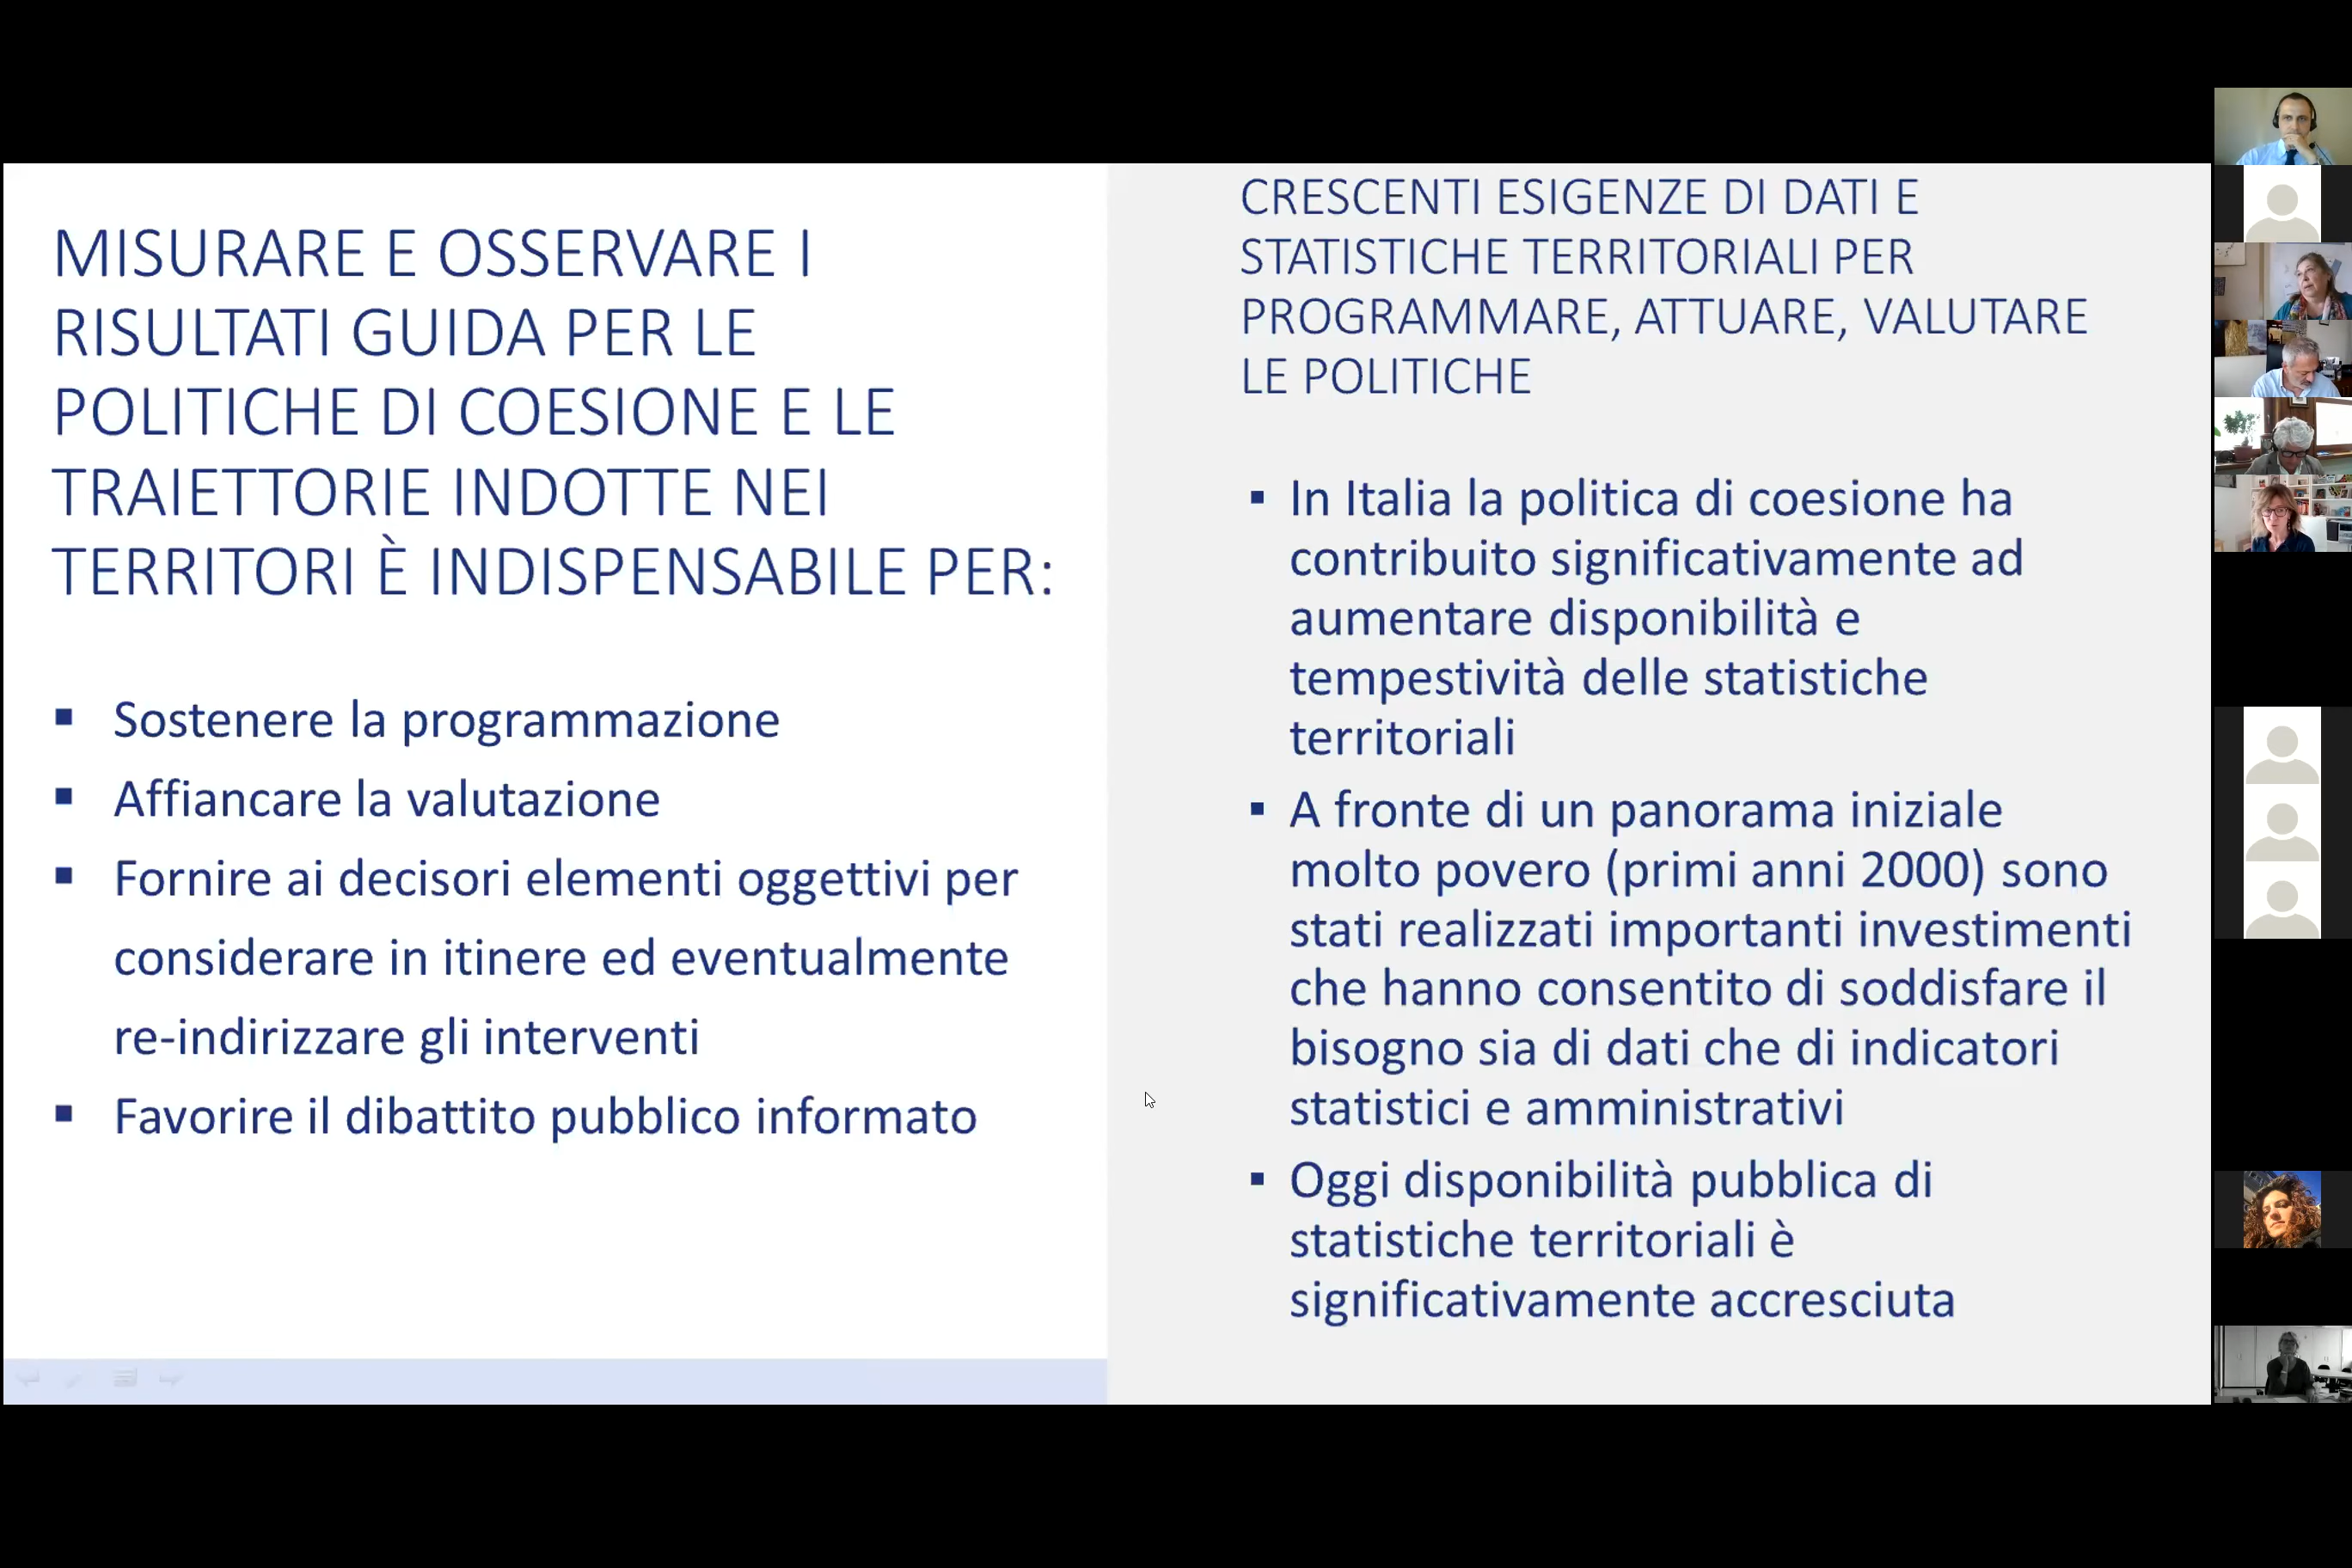 MISURARE E OSSERVARE I
RISULTATI GUIDA PER LE
POLITICHE DI COESIONE E LE
TRAIETTORIE INDOTTE NEI
TERRITORI È INDISPENSABILE PER:
▪ Sostenere la programmazione
▪ Affiancare la valutazione
▪ Fornire ai decisori elementi oggettivi per
considerare in itinere ed eventualmente
re-indirizzare gli interventi
▪ Favorire il dibattito pubblico informato
CRESCENTI ESIGENZE DI DATI E
STATISTICHE TERRITORIALI PER
PROGRAMMARE, ATTUARE, VALUTARE
LE POLITICHE
▪ In Italia la politica di coesione ha
contribuito significativamente ad
aumentare disponibilità e
tempestività delle statistiche
territoriali
▪ A fronte di un panorama iniziale
molto povero (primi anni 2000) sono
stati realizzati importanti investimenti
che hanno consentito di soddisfare il
bisogno sia di dati che di indicatori
statistici e amministrativi
▪ Oggi disponibilità pubblica di
statistiche territoriali è
significativamente accresciuta